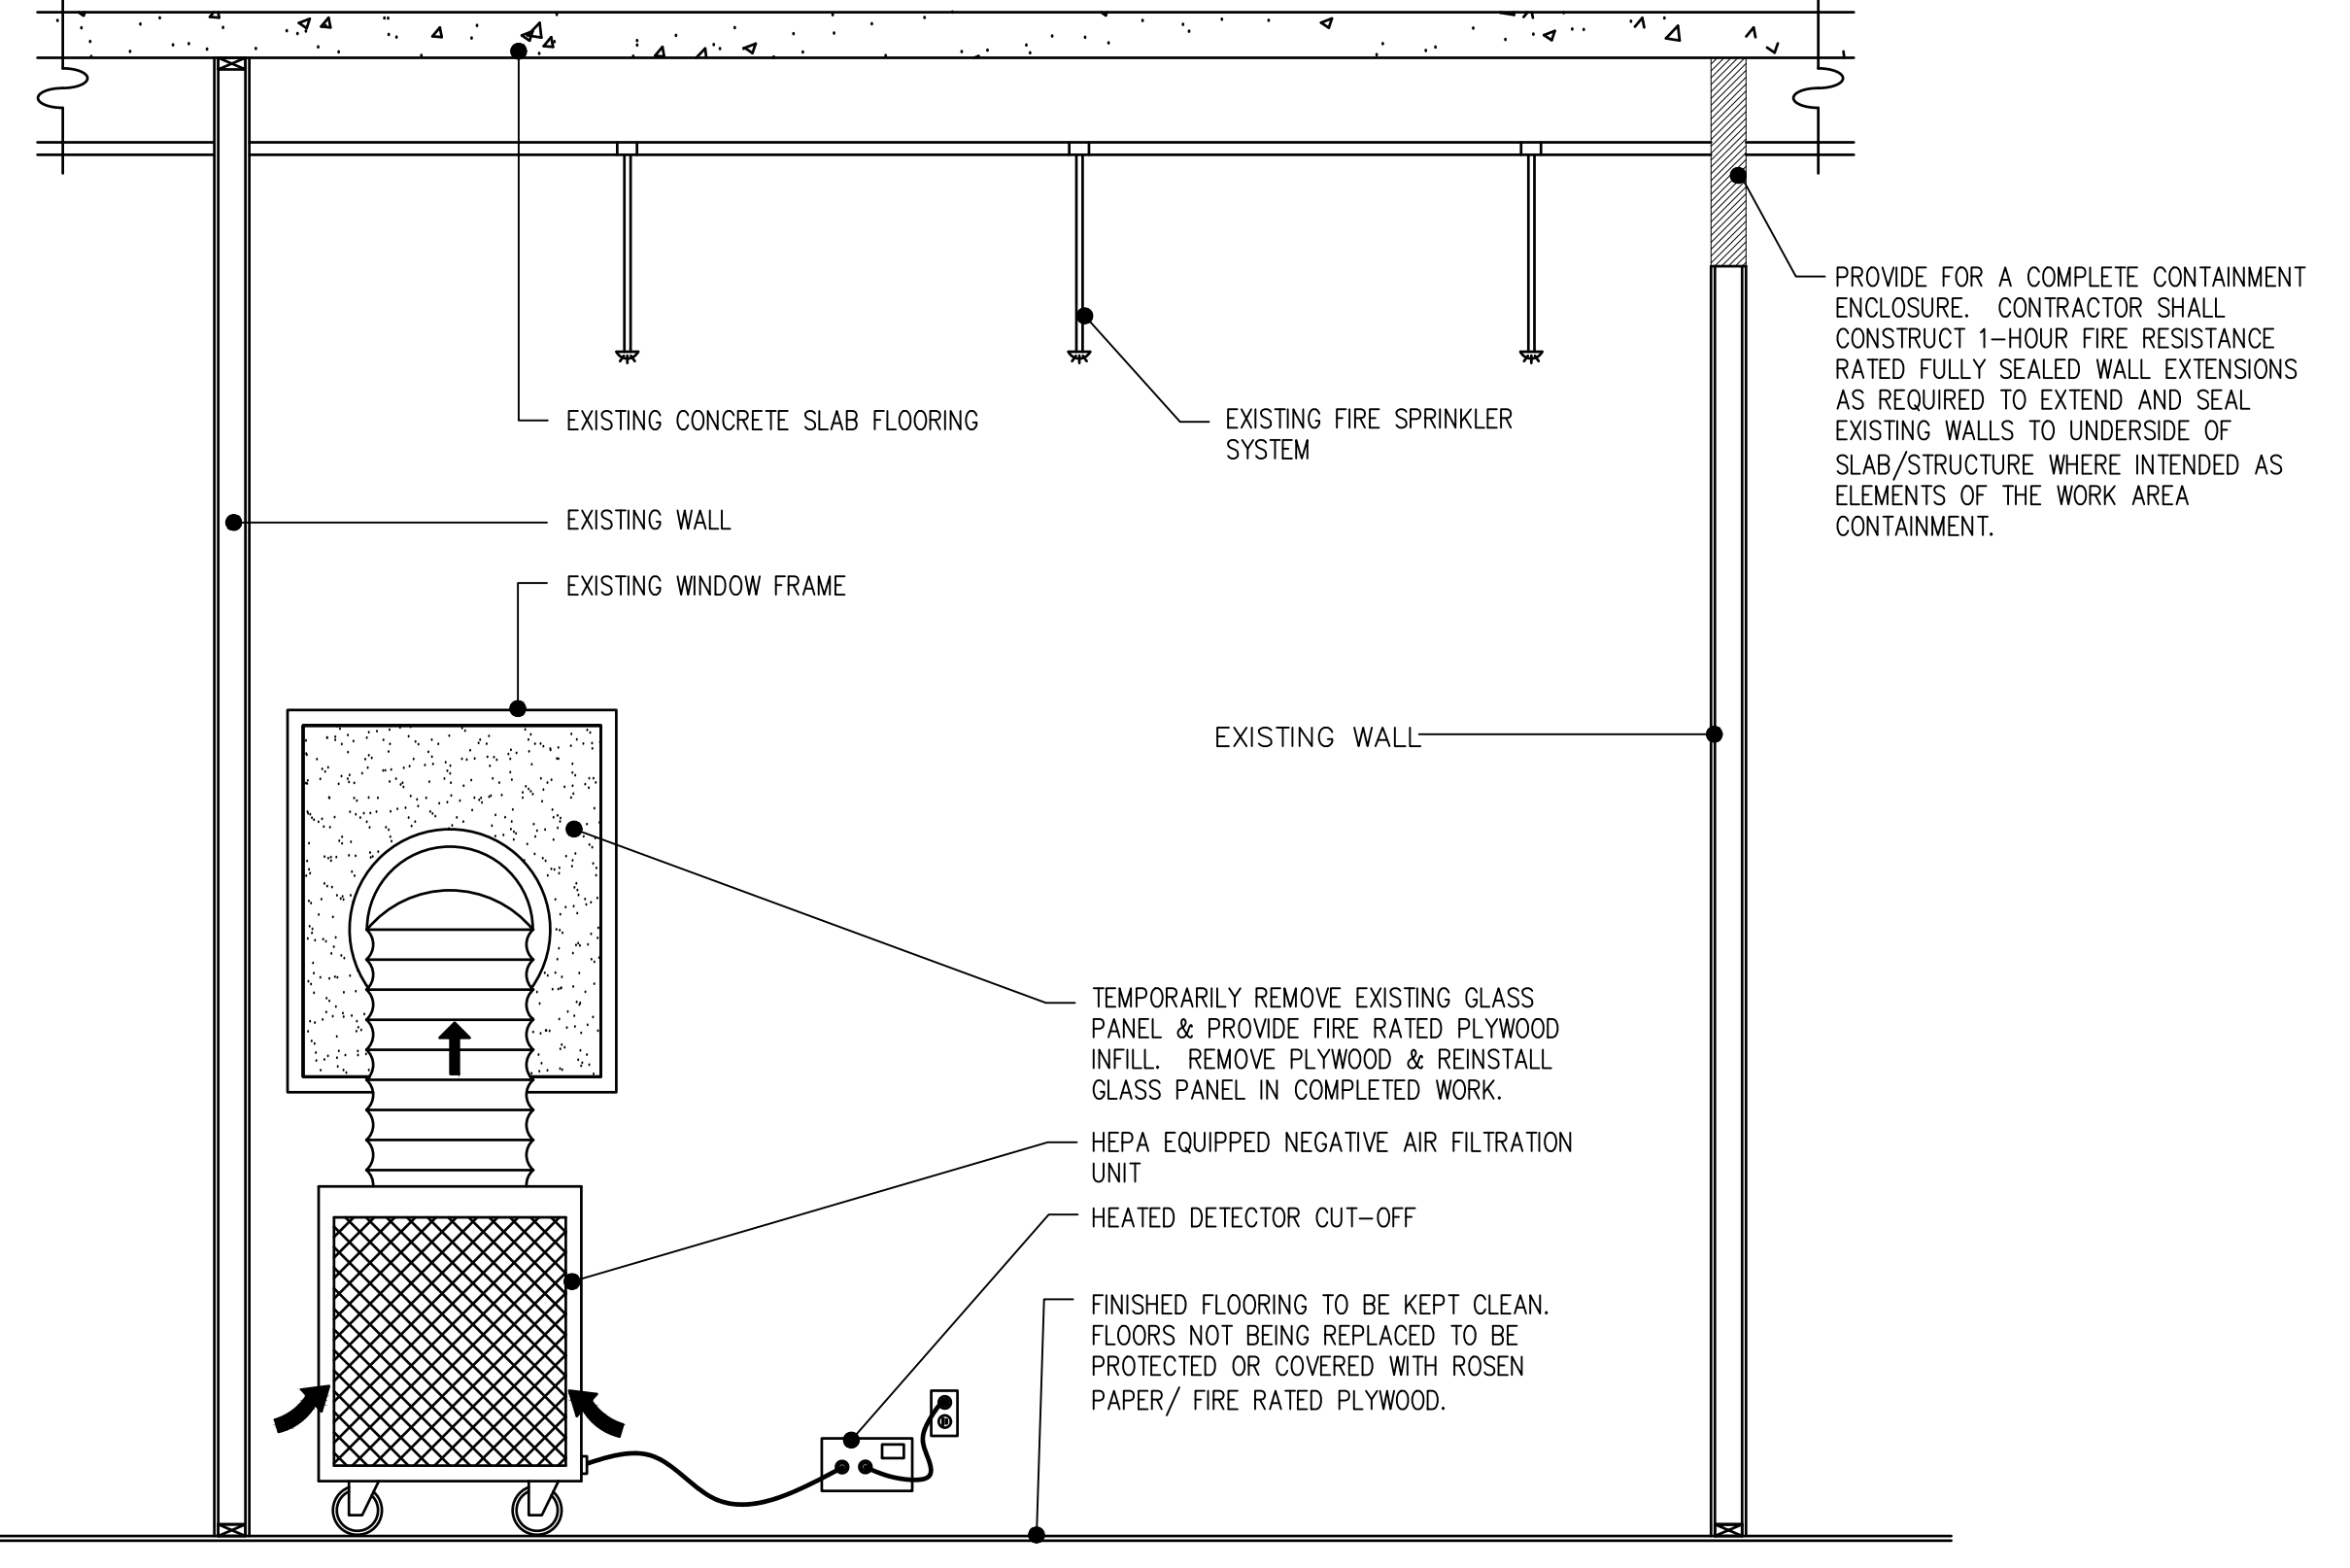 PROVIDE FOR A COMPLETE CONTAINMENT
ENCLOSURE.  CONTRACTOR SHALL
CONSTRUCT 1-HOUR FIRE RESISTANCE
RATED FULLY SEALED WALL EXTENSIONS
AS REQUIRED TO EXTEND AND SEAL
EXISTING WALLS TO UNDERSIDE OF
SLAB/STRUCTURE WHERE INTENDED AS
ELEMENTS OF THE WORK AREA
CONTAINMENT.
EXISTING CONCRETE SLAB FLOORING
EXISTING FIRE SPRINKLER
SYSTEM
EXISTING WALL
EXISTING WINDOW FRAME
EXISTING WALL
TEMPORARILY REMOVE EXISTING GLASS
PANEL & PROVIDE FIRE RATED PLYWOOD
INFILL.  REMOVE PLYWOOD & REINSTALL
GLASS PANEL IN COMPLETED WORK.
HEPA EQUIPPED NEGATIVE AIR FILTRATION
UNIT
HEATED DETECTOR CUT-OFF
FINISHED FLOORING TO BE KEPT CLEAN.
FLOORS NOT BEING REPLACED TO BE
PROTECTED OR COVERED WITH ROSEN
PAPER/ FIRE RATED PLYWOOD.